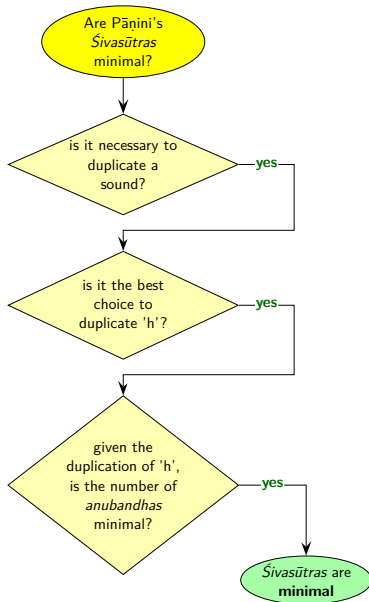 Are Pāṇini's
Śivasūtras
minimal?
is it necessary to
duplicate a
sound?
yes
is it the best
choice to
duplicate 'h'?
yes
given the
duplication of 'h',
is the number of
anubandhas
minimal?
yes
Śivasūtras are
minimal